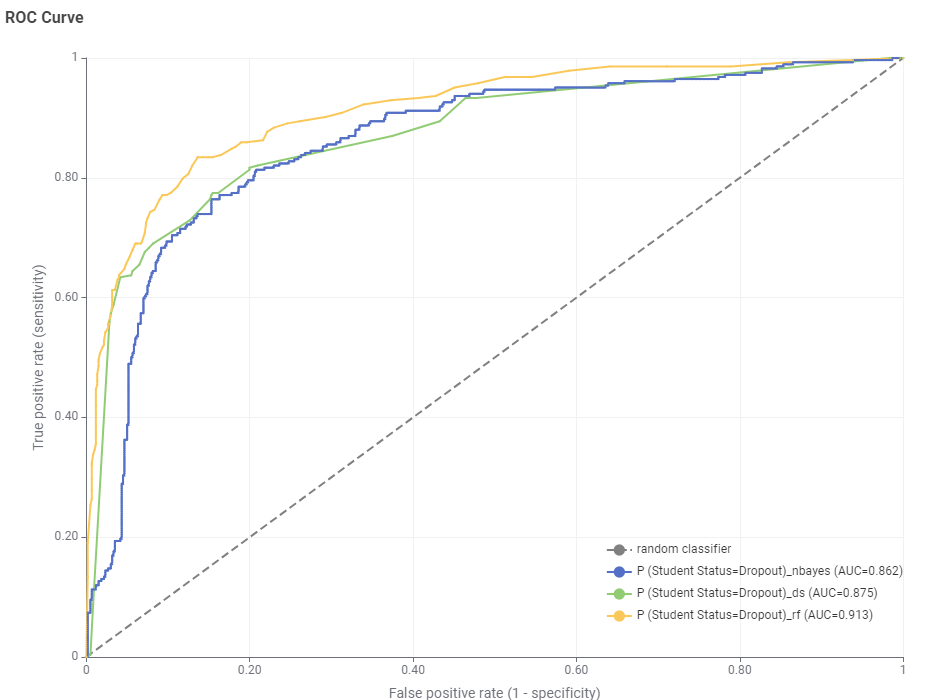 ROC Curve
1
0.80
0.60
0.40
0.20
0
True positive rate (sensitivity)
random classifier
P (Student Status=Dropout)_nbayes (AUC=0.862)
P (Student Status=Dropout)_ds (AUC=0.875)
P (Student Status=Dropout)_rf (AUC=0.913)
0 0.20 0.40 0.60 0.80 1
False positive rate (1 - specificity)